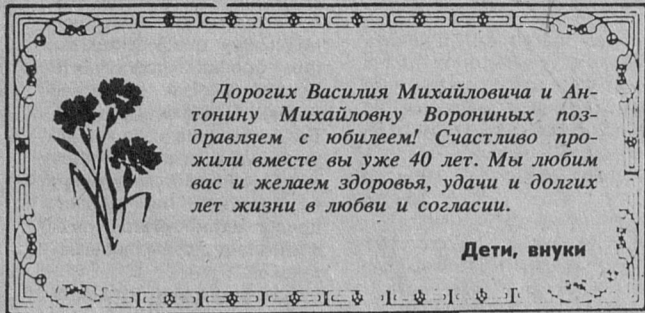 Дорогих Василия Михайловича и Ан-
тонину Михайловну Ворониных поз-
дравляем с юбилеем! Счастливо про-
жили вместе вы уже 40 лет. Мы любим
вас и желаем здоровья, удачи и долгих
лет жизни в любви и согласии.
Дети, внуки